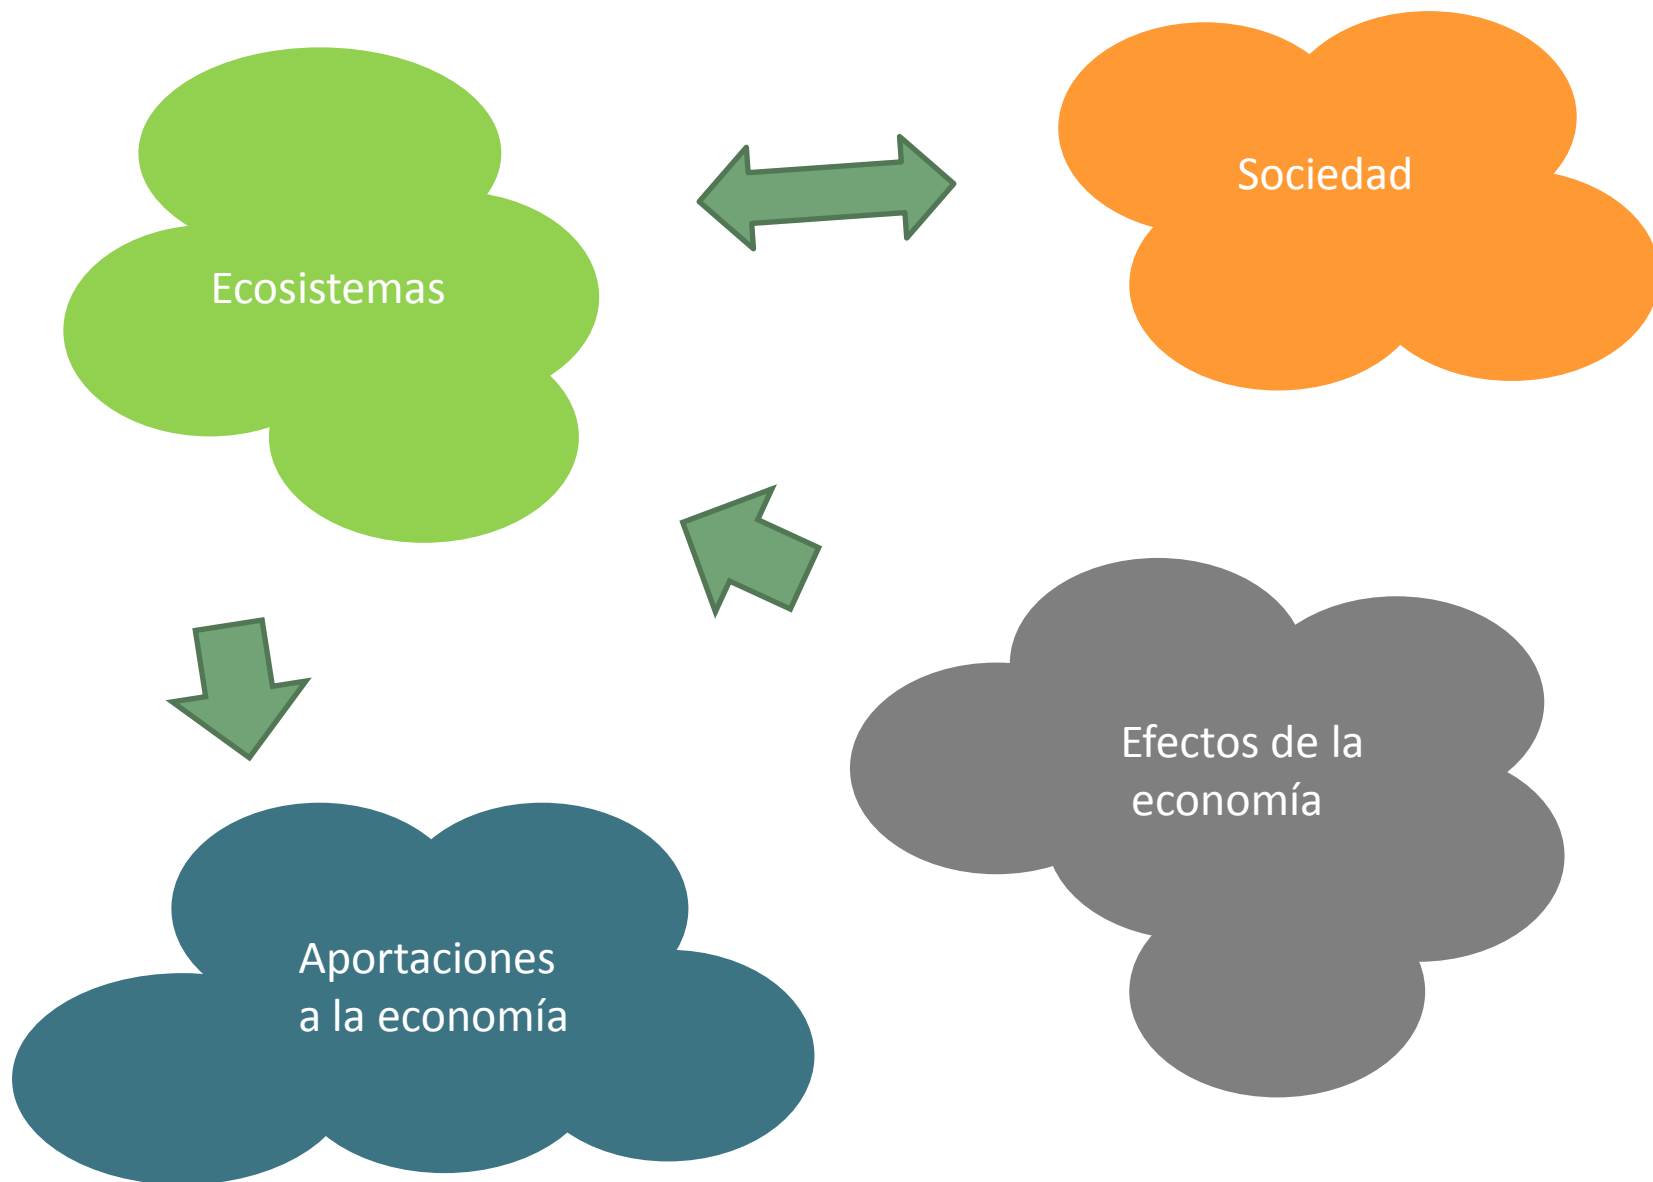 Sociedad
Ecosistemas
Efectos de la
economía
Aportaciones
a la economía